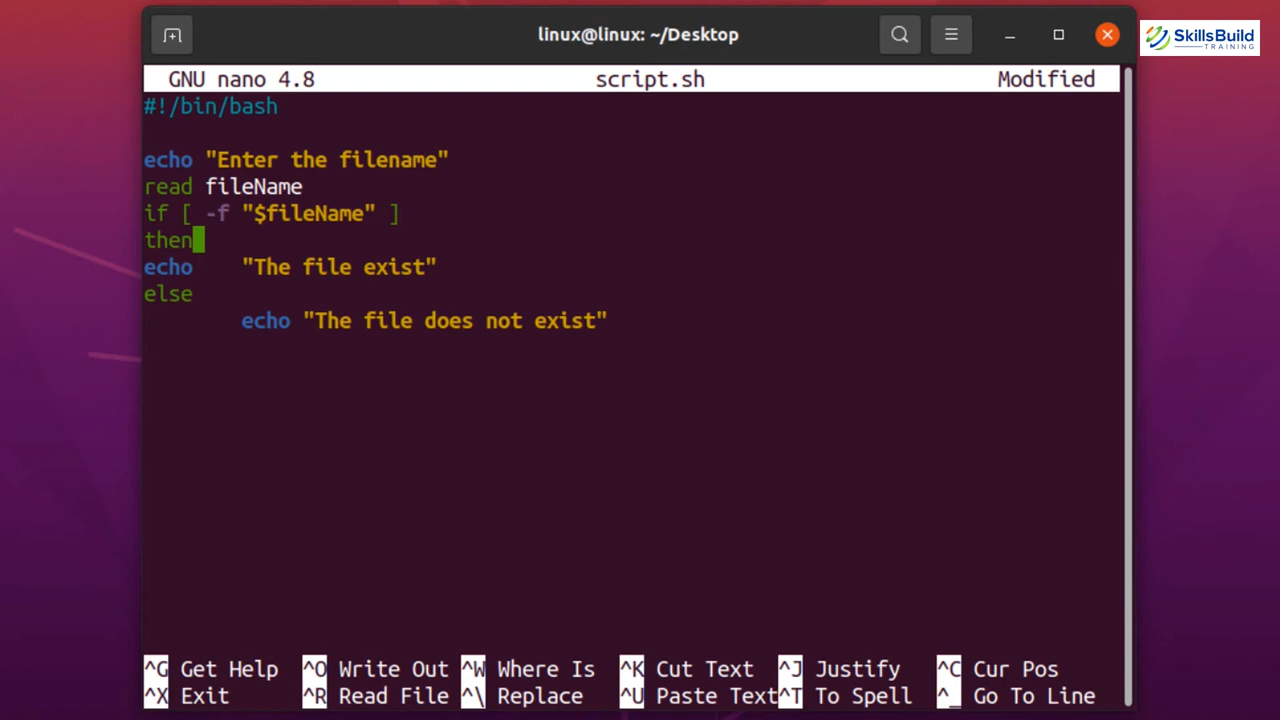 linux@linux: ~/Desktop
SkillsBuild
TRAINING
GNU nano 4.8 script.sh Modified
#!/bin/bash
echo "Enter the filename"
read fileName
if [ -f "$fileName" ]
then
echo "The file exist"
else
echo "The file does not exist"
^G Get Help ^O Write Out ^W Where Is ^K Cut Text ^J Justify ^C Cur Pos
^X Exit ^R Read File ^\ Replace ^U Paste Text ^T To Spell ^_ Go To Line